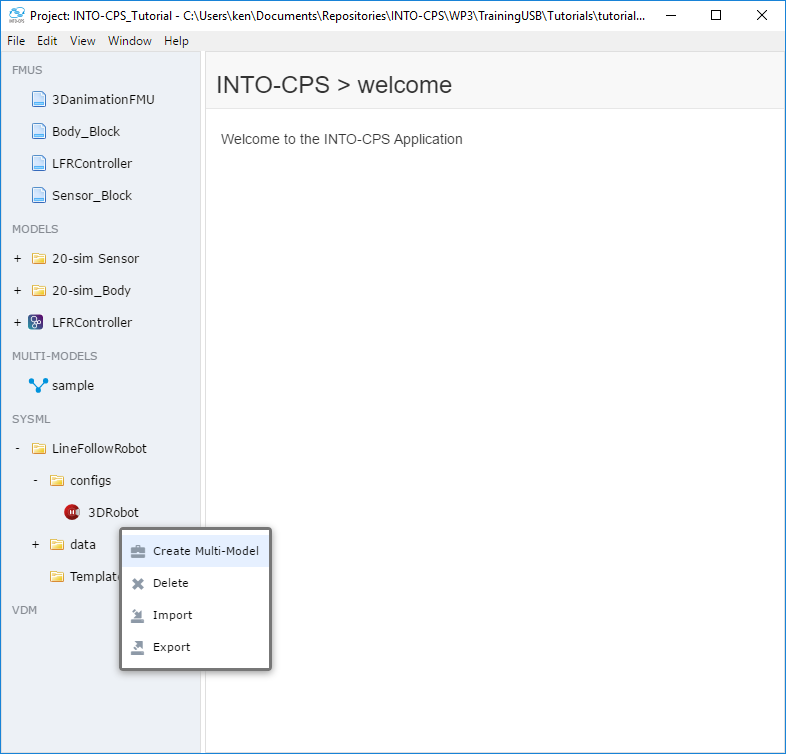 Project: INTO-CPS_Tutorial - C:\Users\ken\Documents\Repositories\INTO-CPS\WP3\TrainingUSB\Tutorials\tutorial...
File Edit View Window Help
FMUS
3DanimationFMU
Body_Block
LFRController
Sensor_Block
MODELS
+ 20-sim Sensor
+ 20-sim_Body
+ LFRController
MULTI-MODELS
sample
SYSML
- LineFollowRobot
- configs
3DRobot
+ data
Templat
VDM
Create Multi-Model
Delete
Import
Export
INTO-CPS > welcome
Welcome to the INTO-CPS Application